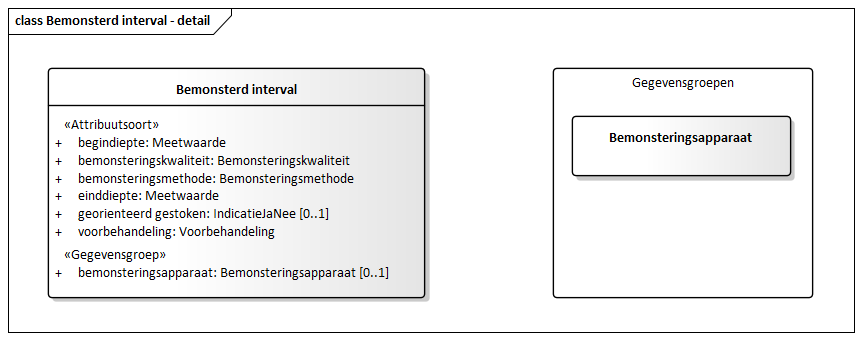 class Bemonsterd interval - detail
Bemonsterd interval
«Attribuutsoort»
+ begindiepte: Meetwaarde
+ bemonsteringskwaliteit: Bemonsteringskwaliteit
+ bemonsteringsmethode: Bemonsteringsmethode
+ einddiepte: Meetwaarde
+ georienteerd gestoken: IndicatieJaNee [0..1]
+ voorbehandeling: Voorbehandeling
«Gegevensgroep»
+ bemonsteringsapparaat: Bemonsteringsapparaat [0..1]
Gegevensgroepen
Bemonsteringsapparaat